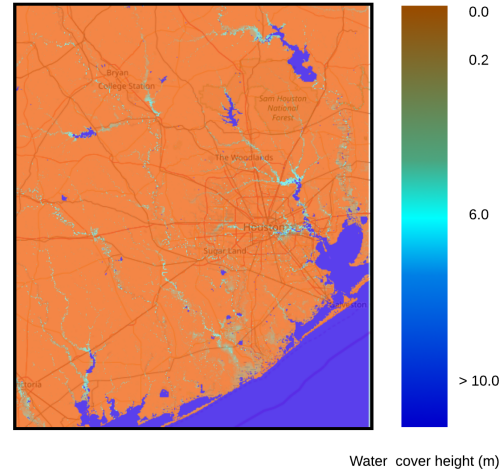 Bryan
College Station
Sam Houston
National
Forest
The Woodlands
Houston
Sugar Land
0.0
0.2
6.0
> 10.0
Water cover height (m)